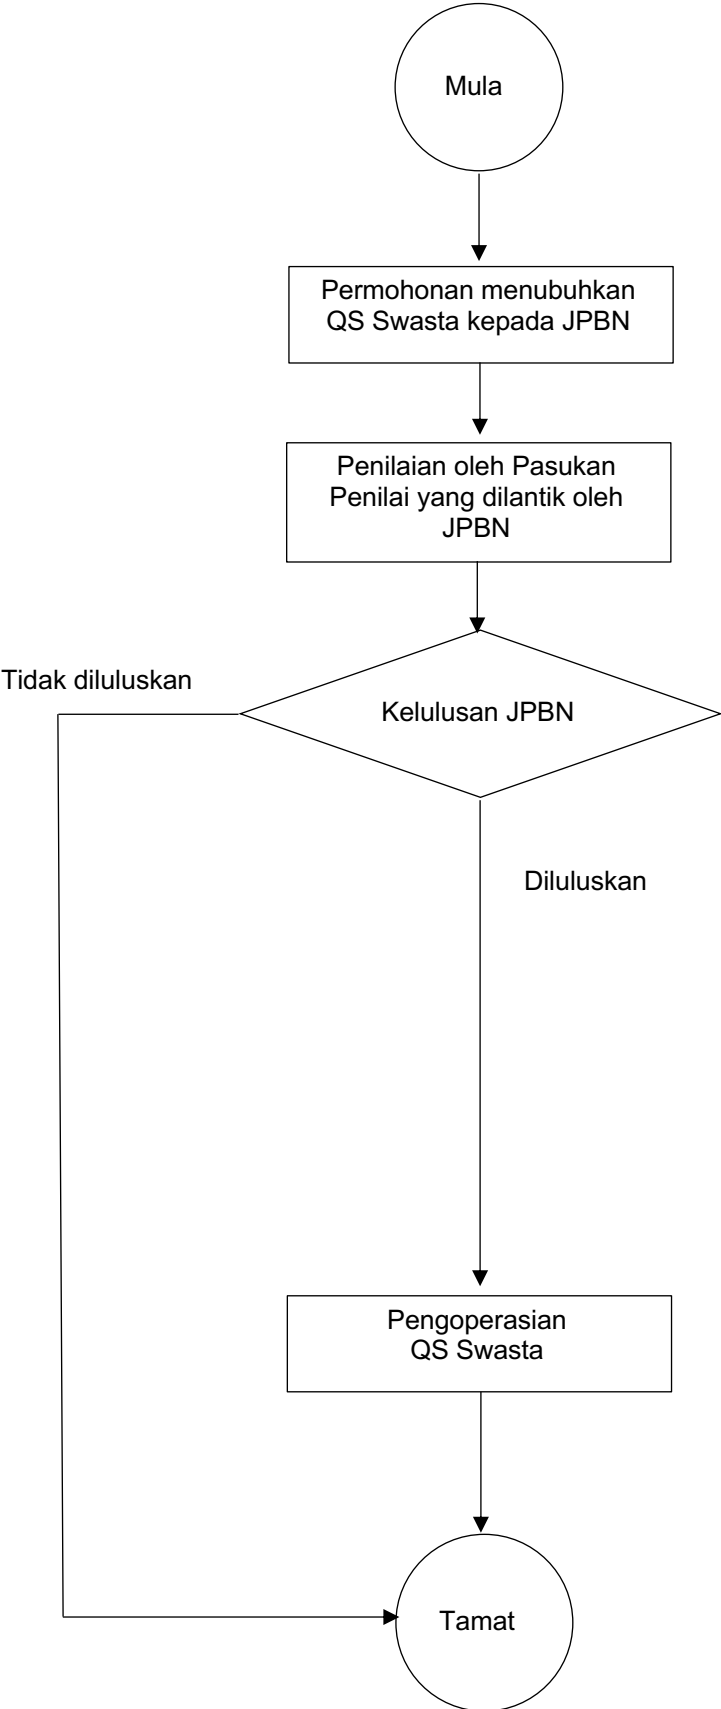 Mula
Permohonan menubuhkan
QS Swasta kepada JPBN
Penilaian oleh Pasukan
Penilai yang dilantik oleh
JPBN
Tidak diluluskan
Kelulusan JPBN
Diluluskan
Pengoperasian
QS Swasta
Tamat